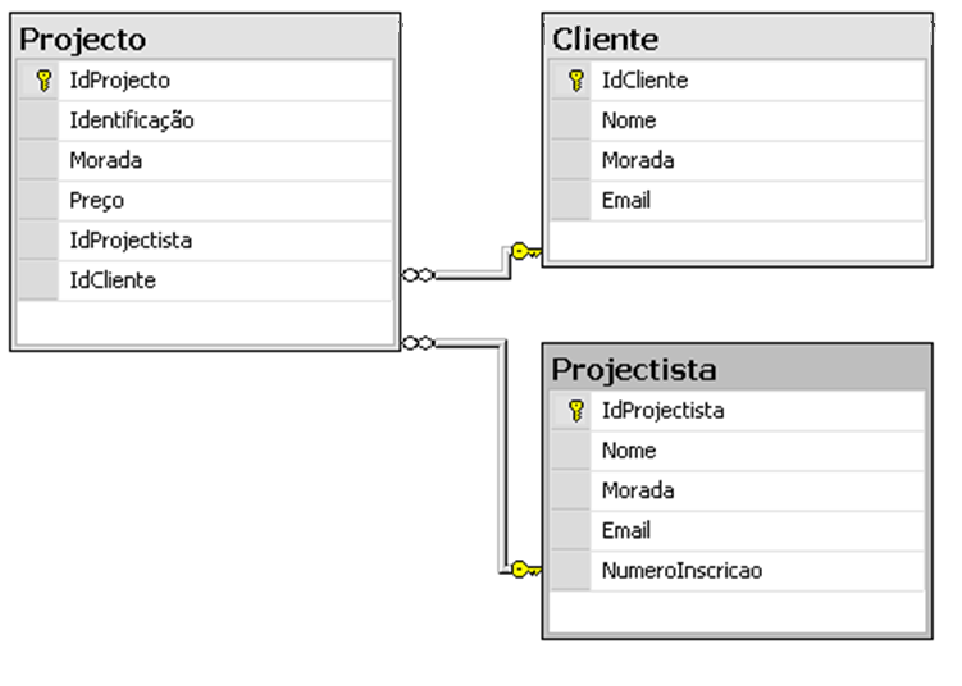 Projecto
IdProjecto
Identificação
Morada
Preço
IdProjectista
IdCliente
Cliente
IdCliente
Nome
Morada
Email
Projectista
IdProjectista
Nome
Morada
Email
NumeroInscricao